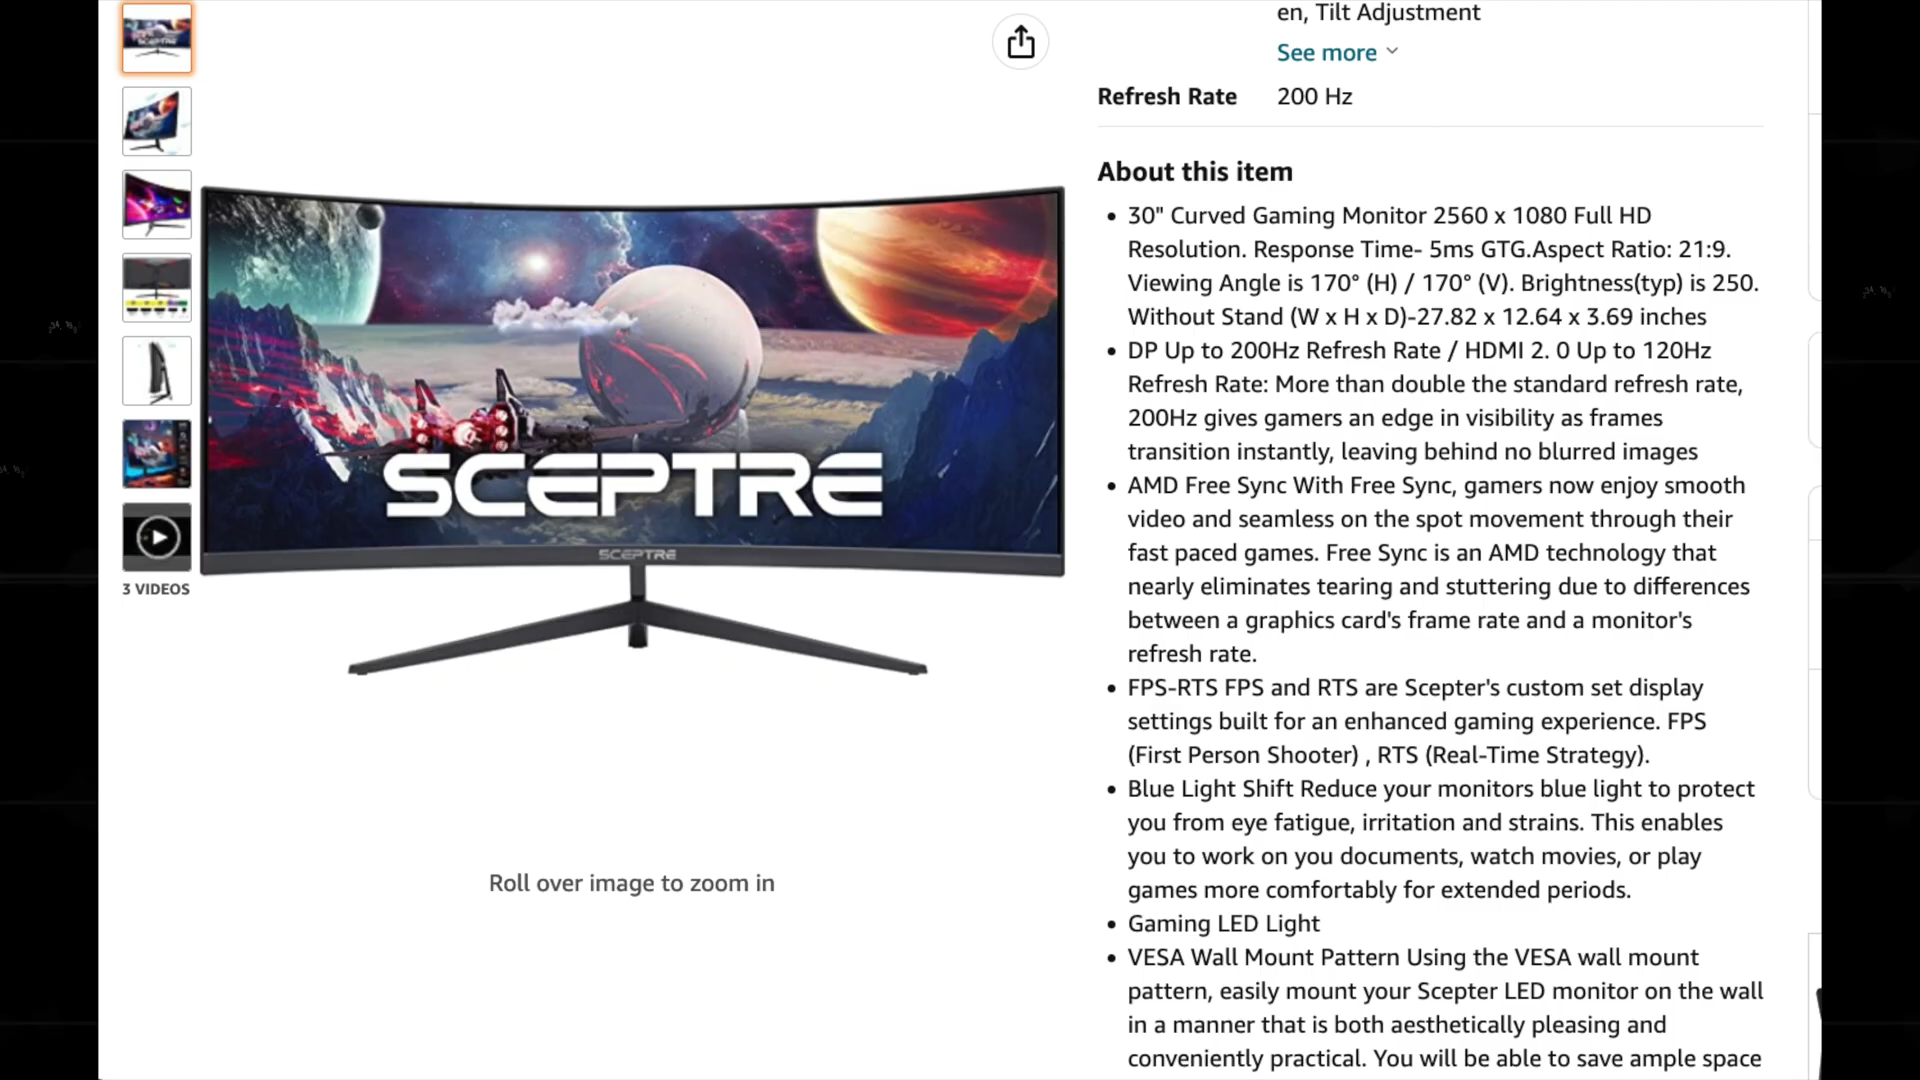 en, Tilt Adjustment
See more
Refresh Rate 200 Hz
About this item
30" Curved Gaming Monitor 2560 x 1080 Full HD
Resolution. Response Time- 5ms GTG.Aspect Ratio: 21:9.
Viewing Angle is 170° (H) / 170° (V). Brightness(typ) is 250.
Without Stand (W x H x D)-27.82 x 12.64 x 3.69 inches
DP Up to 200Hz Refresh Rate / HDMI 2. 0 Up to 120Hz
Refresh Rate: More than double the standard refresh rate,
200Hz gives gamers an edge in visibility as frames
transition instantly, leaving behind no blurred images
AMD Free Sync With Free Sync, gamers now enjoy smooth
video and seamless on the spot movement through their
fast paced games. Free Sync is an AMD technology that
nearly eliminates tearing and stuttering due to differences
between a graphics card's frame rate and a monitor's
refresh rate.
FPS-RTS FPS and RTS are Scepter's custom set display
settings built for an enhanced gaming experience. FPS
(First Person Shooter) , RTS (Real-Time Strategy).
Blue Light Shift Reduce your monitors blue light to protect
you from eye fatigue, irritation and strains. This enables
you to work on you documents, watch movies, or play
games more comfortably for extended periods.
Gaming LED Light
VESA Wall Mount Pattern Using the VESA wall mount
pattern, easily mount your Scepter LED monitor on the wall
in a manner that is both aesthetically pleasing and
conveniently practical. You will be able to save ample space
SCEPTRE
SCEPTRE
3 VIDEOS
Roll over image to zoom in